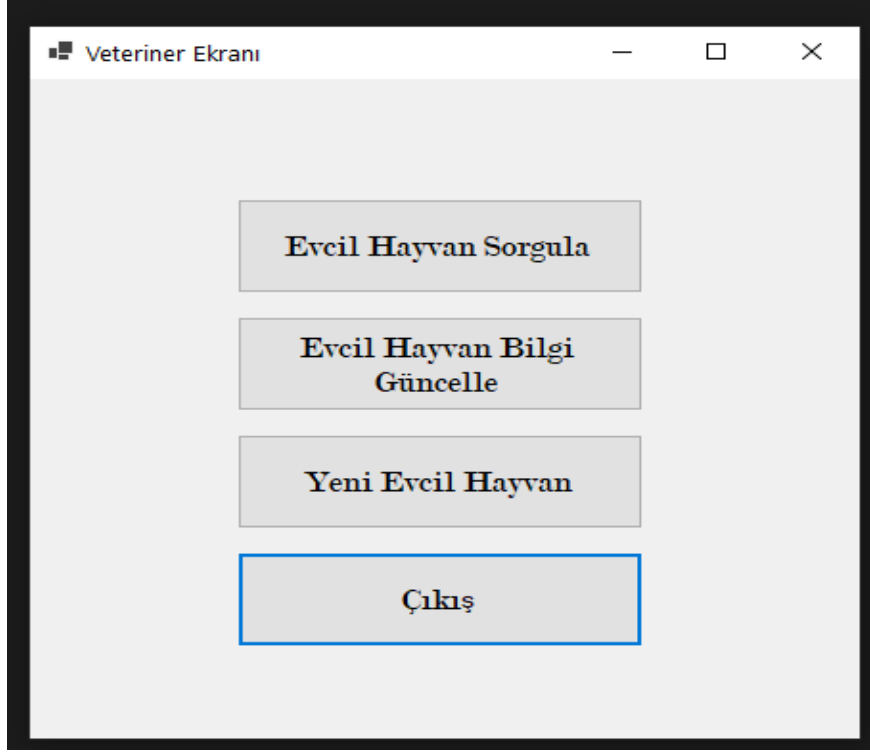 Veteriner Ekranı
Evcil Hayvan Sorgula
Evcil Hayvan Bilgi
Güncelle
Yeni Evcil Hayvan
Çıkış